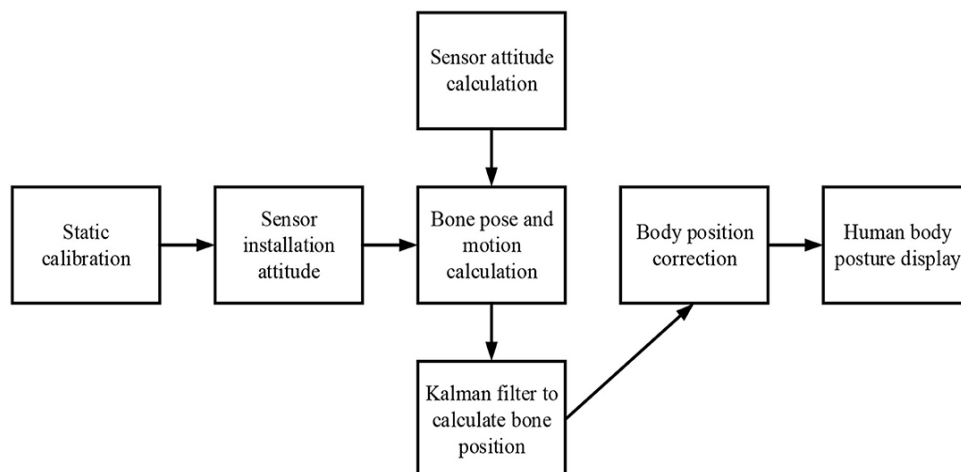 Sensor attitude
calculation
Static
calibration
Sensor
installation
attitude
Bone pose and
motion
calculation
Body position
correction
Human body
posture display
Kalman filter to
calculate bone
position